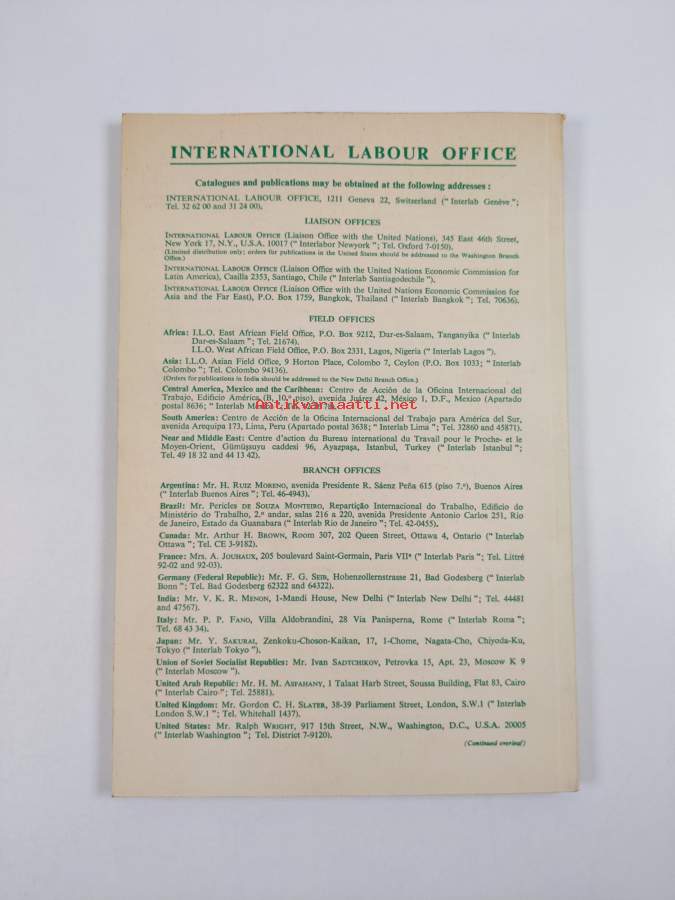 INTERNATIONAL LABOUR OFFICE
Catalogues and publications may be obtained at the following addresses :
INTERNATIONAL LABOUR OFFICE, 1211 Geneva 22, Switzerland (“ Interlab Genève ” ;
Tel. 32 62 00 and 31 24 00).
LIAISON OFFICES
INTERNATIONAL LABOUR OFFICE (Liaison Office with the United Nations), 345 East 46th Street,
New York 17, N.Y., U.S.A. 10017 (“ Interlabor Newyork ” ; Tel. Oxford 7-0150).
(Limited distribution only ; orders for publications in the United States should be addressed to the Washington Branch
Office.)
INTERNATIONAL LABOUR OFFICE (Liaison Office with the United Nations Economic Commission for
Latin America), Casilla 2353, Santiago, Chile (“ Interlab Santiagodechile ”).
INTERNATIONAL LABOUR OFFICE (Liaison Office with the United Nations Economic Commission for
Asia and the Far East), P.O. Box 1759, Bangkok, Thailand (“ Interlab Bangkok ” ; Tel. 70636).
FIELD OFFICES
Africa: I.L.O. East African Field Office, P.O. Box 9212, Dar-es-Salaam, Tanganyika (“ Interlab
Dar-es-Salaam ” ; Tel. 21674).
I.L.O. West African Field Office, P.O. Box 2331, Lagos, Nigeria (“ Interlab Lagos ”).
Asia: I.L.O. Asian Field Office, 9 Horton Place, Colombo 7, Ceylon (P.O. Box 1033; “ Interlab
Colombo ” ; Tel. Colombo 94136).
(Orders for publications in India should be addressed to the New Delhi Branch Office.)
Central America, Mexico and the Caribbean: Centro de Acción de la Oficina Internacional del
Trabajo, Edificio América (B, 10.º piso), avenida Juárez 42, México 1, D.F., Mexico (Apartado
postal 8636; “ Interlab
Antikvariaatti.net
South America: Centro de Acción de la Oficina Internacional del Trabajo para América del Sur,
avenida Arequipa 173, Lima, Peru (Apartado postal 3638; “ Interlab Lima ” ; Tel. 32860 and 45871).
Near and Middle East: Centre d'action du Bureau international du Travail pour le Proche- et le
Moyen-Orient, Gümüşsuyu caddesi 96, Ayazpaşa, Istanbul, Turkey (“ Interlab Istanbul ” ;
Tel. 49 18 32 and 44 13 42).
BRANCH OFFICES
Argentina: Mr. H. RUIZ MORENO, avenida Presidente R. Sáenz Peña 615 (piso 7.º), Buenos Aires
(“ Interlab Buenos Aires ” ; Tel. 46-4943).
Brazil: Mr. Pericles DE SOUZA MONTEIRO, Repartição Internacional do Trabalho, Edificio do
Ministério do Trabalho, 2.º andar, salas 216 a 220, avenida Presidente Antonio Carlos 251, Rio
de Janeiro, Estado da Guanabara (“ Interlab Rio de Janeiro ” ; Tel. 42-0455).
Canada: Mr. Arthur H. BROWN, Room 307, 202 Queen Street, Ottawa 4, Ontario (“ Interlab
Ottawa ” ; Tel. CE 3-9182).
France: Mrs. A. JOUHAUX, 205 boulevard Saint-Germain, Paris VIIe (“ Interlab Paris ” ; Tel. Littré
92-02 and 92-03).
Germany (Federal Republic): Mr. F. G. SEIB, Hohenzollernstrasse 21, Bad Godesberg (“ Interlab
Bonn ” ; Tel. Bad Godesberg 62322 and 64322).
India: Mr. V. K. R. MENON, 1-Mandi House, New Delhi (“ Interlab New Delhi ” ; Tel. 44481
and 47567).
Italy: Mr. P. P. FANO, Villa Aldobrandini, 28 Via Panisperna, Rome (“ Interlab Roma ” ;
Tel. 68 43 34).
Japan: Mr. Y. SAKURAI, Zenkoku-Choson-Kaikan, 17, 1-Chome, Nagata-Cho, Chiyoda-Ku,
Tokyo (“ Interlab Tokyo ”).
Union of Soviet Socialist Republics: Mr. Ivan SADTCHIKOV, Petrovka 15, Apt. 23, Moscow K 9
(“ Interlab Moscow ”).
United Arab Republic: Mr. H. M. ASFAHANY, 1 Talaat Harb Street, Soussa Building, Flat 83, Cairo
(“ Interlab Cairo ” ; Tel. 25881).
United Kingdom: Mr. Gordon C. H. SLATER, 38-39 Parliament Street, London, S.W.1 (“ Interlab
London S.W.1 ” ; Tel. Whitehall 1437).
United States: Mr. Ralph WRIGHT, 917 15th Street, N.W., Washington, D.C., U.S.A. 20005
(“ Interlab Washington ” ; Tel. District 7-9120).
(Continued overleaf)